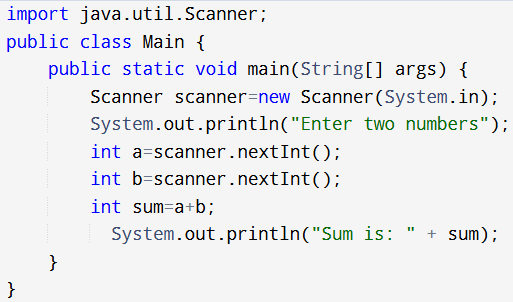 import java.util.Scanner;
public class Main {
    public static void main(String[] args) {
        Scanner scanner=new Scanner(System.in);
        System.out.println("Enter two numbers");
        int a=scanner.nextInt();
        int b=scanner.nextInt();
        int sum=a+b;
          System.out.println("Sum is: " + sum);
    }
}